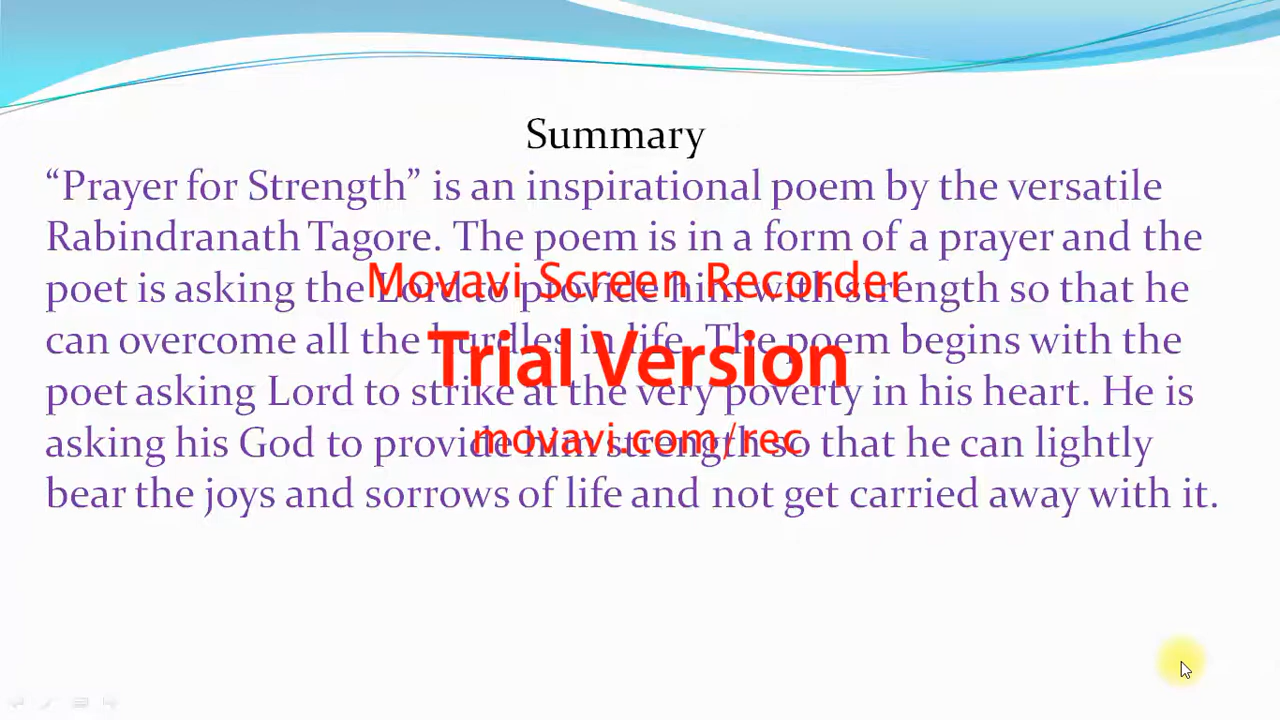 Summary
“Prayer for Strength” is an inspirational poem by the versatile
Rabindranath Tagore. The poem is in a form of a prayer and the
poet is asking the Lord to provide him with strength so that he
can overcome all the hurdles in life. The poem begins with the
poet asking Lord to strike at the very poverty in his heart. He is
asking his God to provide him strength so that he can lightly
bear the joys and sorrows of life and not get carried away with it.
Movavi Screen Recorder
Trial Version
movavi.com/rec